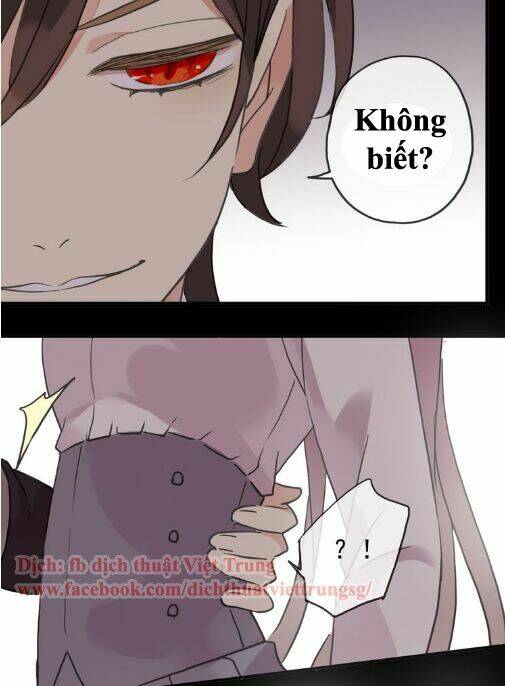 Không
biết?
? !
Dịch: fb dịch thuật Việt Trung
www.facebook.com/dichthuatviettrungsg/